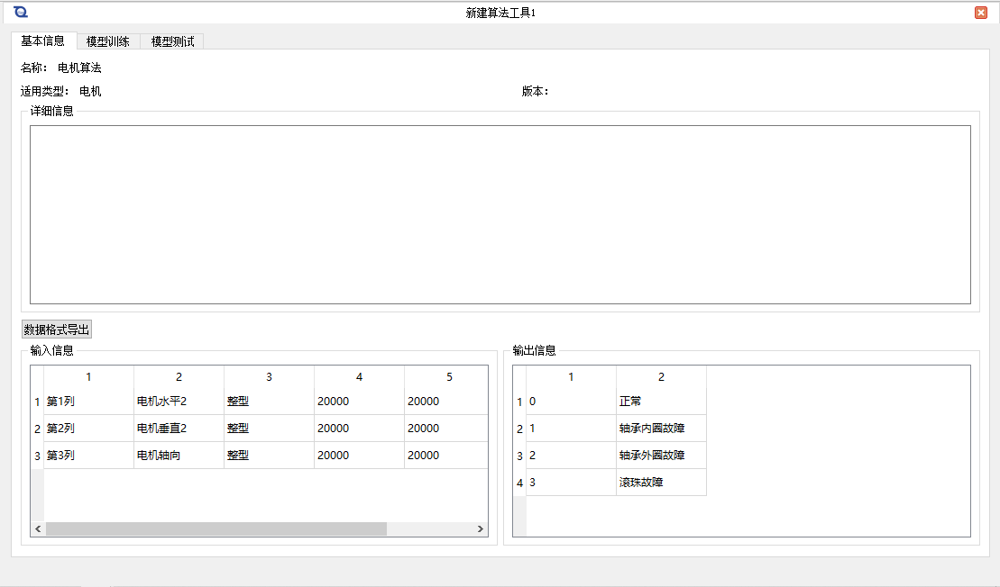 新建算法工具1
基本信息 模型训练 模型测试
名称: 电机算法
适用类型: 电机 版本:
详细信息
数据格式导出
输入信息
1 2 3 4 5
1 第1列 电机水平2 整型 20000 20000
2 第2列 电机垂直2 整型 20000 20000
3 第3列 电机轴向 整型 20000 20000
输出信息
1 2
1 0 正常
2 1 轴承内圈故障
3 2 轴承外圈故障
4 3 滚珠故障